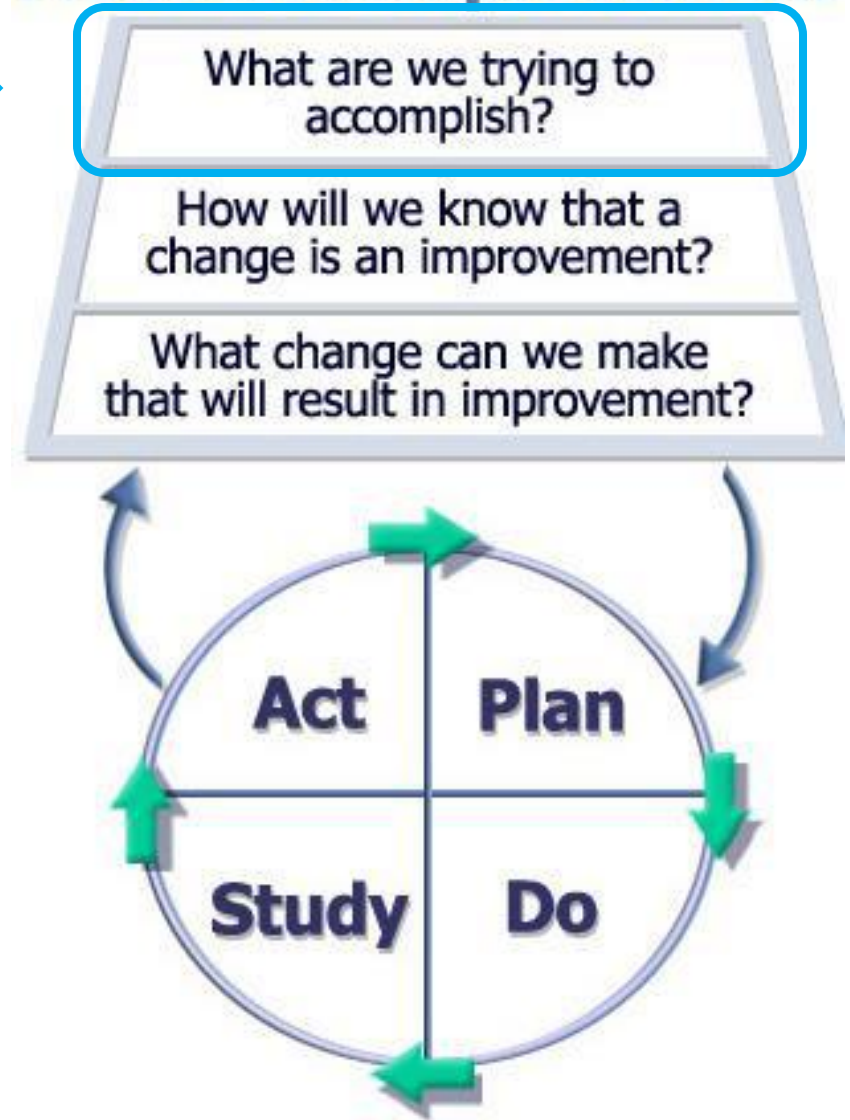 What are we trying to
accomplish?
How will we know that a
change is an improvement?
What change can we make
that will result in improvement?
Act
Plan
Study
Do